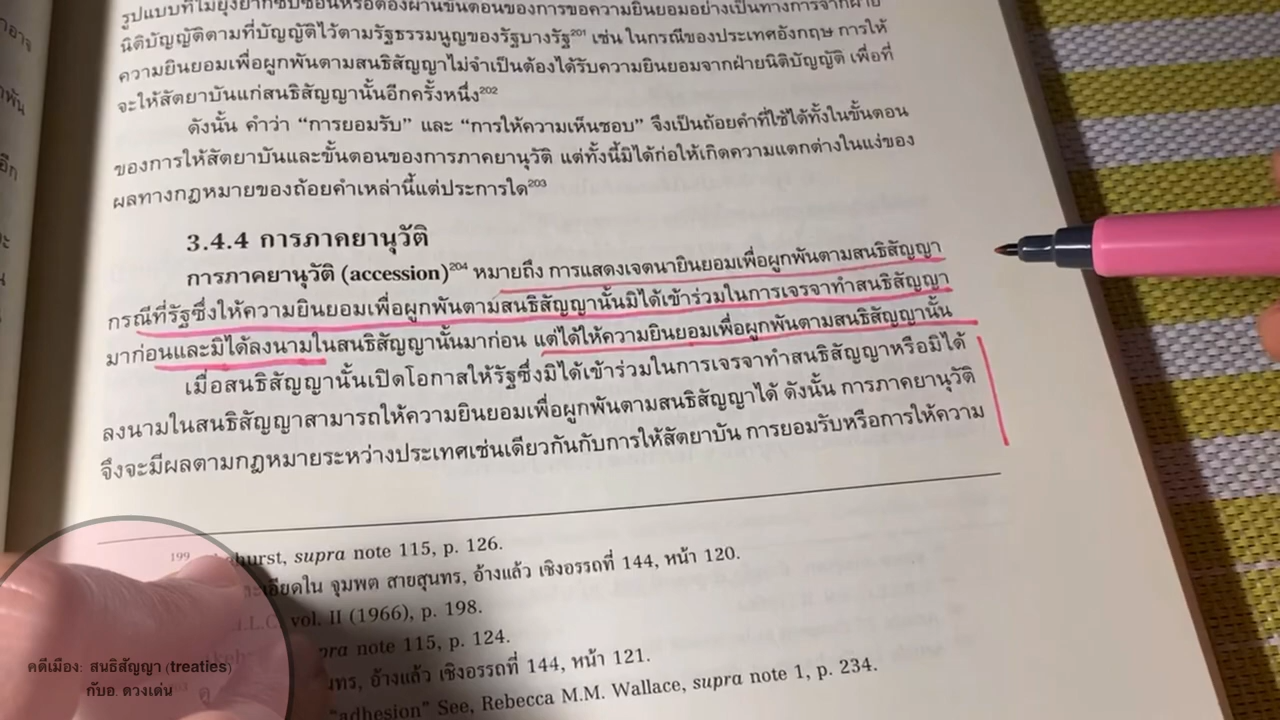 รูปแบบที่ไม่ยุ่งยากซับซ้อนหรือต้องผ่านขั้นตอนของการขอความยินยอมอย่างเป็นทางการจากฝ่าย
นิติบัญญัติตามที่บัญญัติไว้ตามรัฐธรรมนูญของรัฐบางรัฐ²⁰¹ เช่น ในกรณีของประเทศอังกฤษ การให้
ความยินยอมเพื่อผูกพันตามสนธิสัญญาไม่จำเป็นต้องได้รับความยินยอมจากฝ่ายนิติบัญญัติ เพื่อที่
จะให้สัตยาบันแก่สนธิสัญญานั้นอีกครั้งหนึ่ง²⁰²
ดังนั้น คำว่า “การยอมรับ” และ “การให้ความเห็นชอบ” จึงเป็นถ้อยคำที่ใช้ได้ทั้งในขั้นตอน
ของการให้สัตยาบันและขั้นตอนของการภาคยานุวัติ แต่ทั้งนี้มิได้ก่อให้เกิดความแตกต่างในแง่ของ
ผลทางกฎหมายของถ้อยคำเหล่านี้แต่ประการใด²⁰³
3.4.4 การภาคยานุวัติ
การภาคยานุวัติ (accession)²⁰⁴ หมายถึง การแสดงเจตนายินยอมเพื่อผูกพันตามสนธิสัญญา
กรณีที่รัฐซึ่งให้ความยินยอมเพื่อผูกพันตามสนธิสัญญานั้นมิได้เข้าร่วมในการเจรจาทำสนธิสัญญา
มาก่อนและมิได้ลงนามในสนธิสัญญานั้นมาก่อน แต่ได้ให้ความยินยอมเพื่อผูกพันตามสนธิสัญญานั้น
เมื่อสนธิสัญญานั้นเปิดโอกาสให้รัฐซึ่งมิได้เข้าร่วมในการเจรจาทำสนธิสัญญาหรือมิได้
ลงนามในสนธิสัญญาสามารถให้ความยินยอมเพื่อผูกพันตามสนธิสัญญาได้ ดังนั้น การภาคยานุวัติ
จึงจะมีผลตามกฎหมายระหว่างประเทศเช่นเดียวกันกับการให้สัตยาบัน การยอมรับหรือการให้ความ
199 supra note 115, p. 126.
จุมพต สายสุนทร, อ้างแล้ว เชิงอรรถที่ 144, หน้า 120.
vol. II (1966), p. 198.
note 115, p. 124.
อ้างแล้ว เชิงอรรถที่ 144, หน้า 121.
“adhesion” See, Rebecca M.M. Wallace, supra note 1, p. 234.
คดีเมือง: สนธิสัญญา (treaties)
กับอ. ดวงเด่น